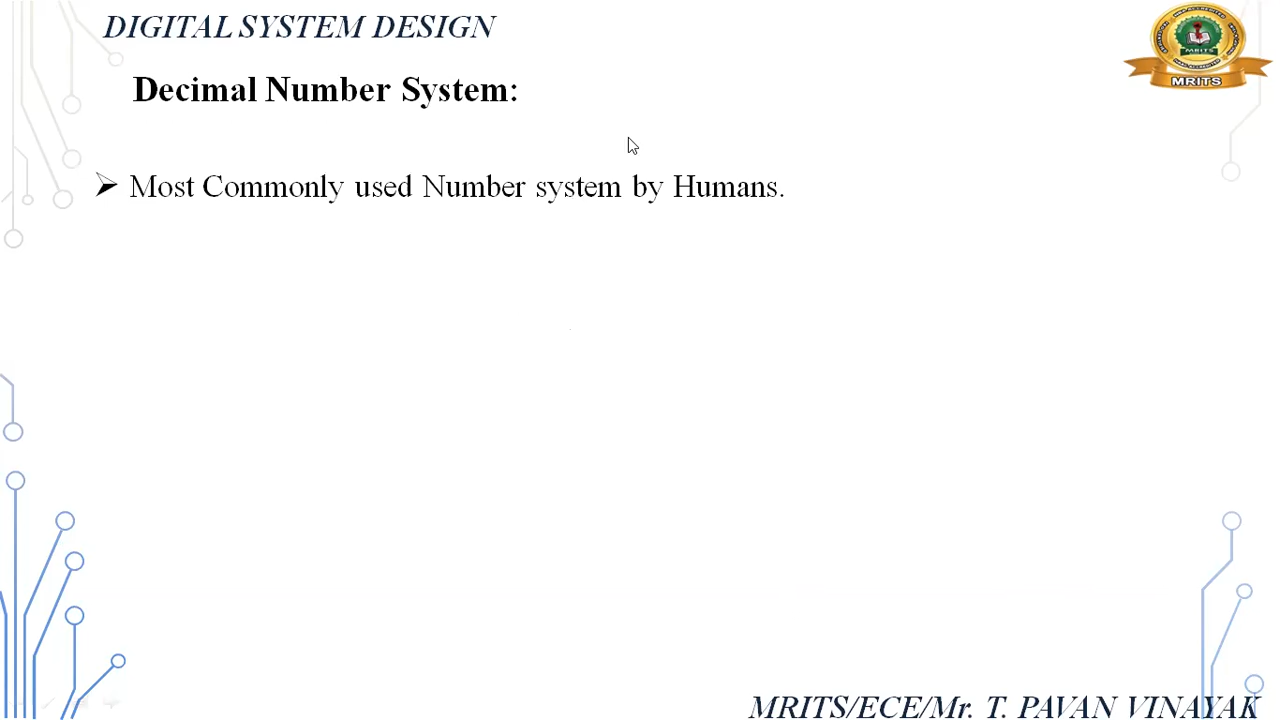 DIGITAL SYSTEM DESIGN
Decimal Number System:
➢ Most Commonly used Number system by Humans.
MRITS
MRITS
MRITS/ECE/Mr. T. PAVAN VINAYAK